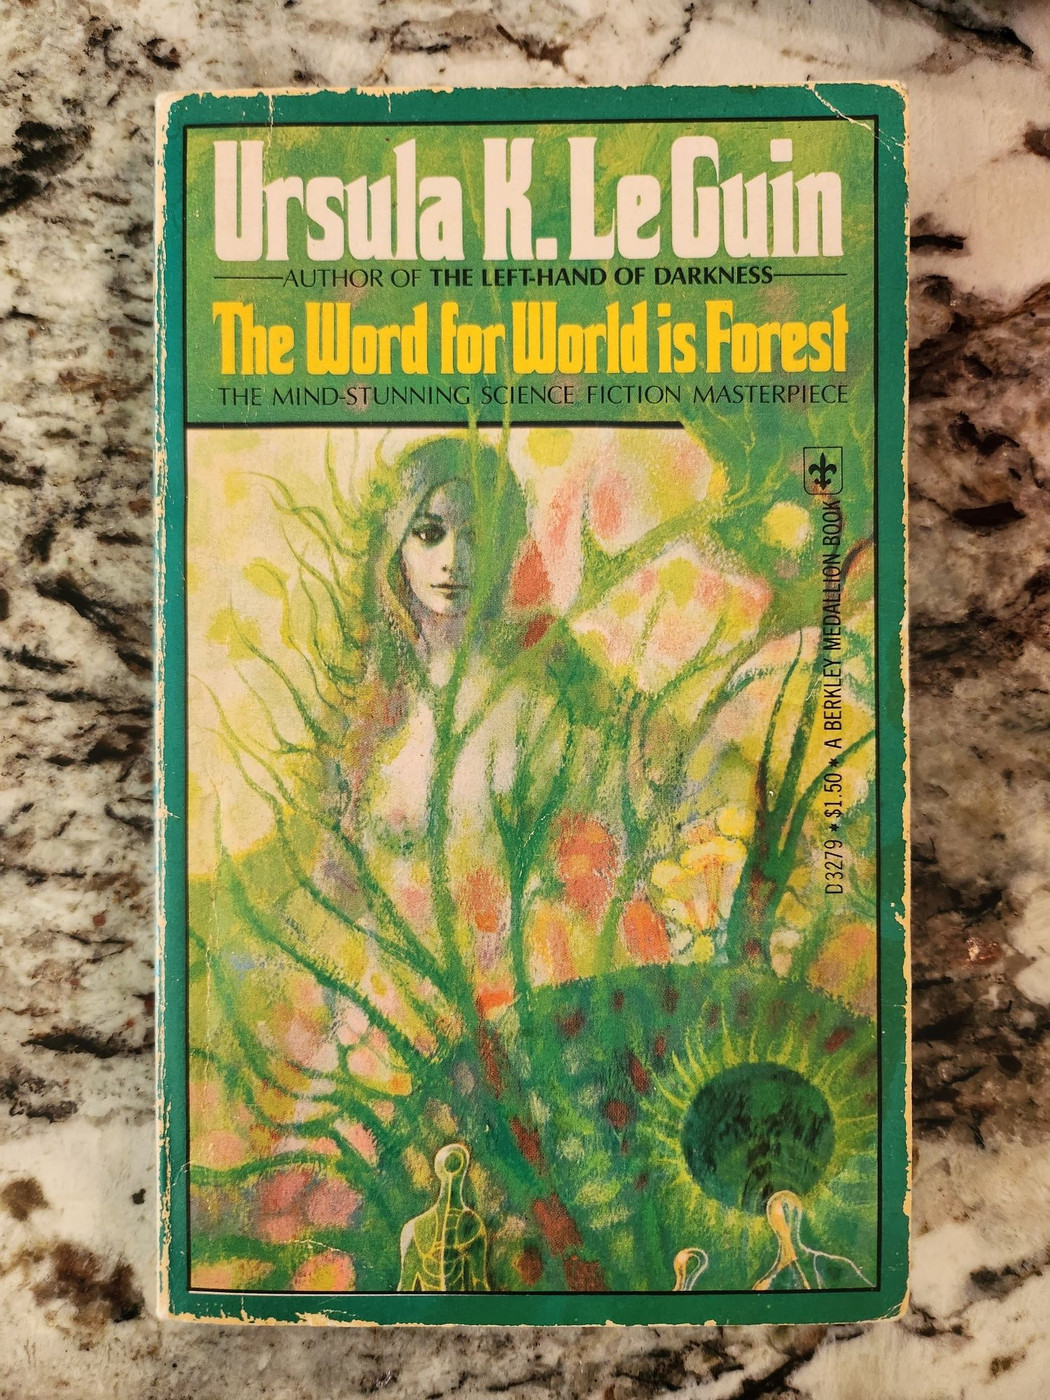 Ursula K. Le Guin
AUTHOR OF THE LEFT-HAND OF DARKNESS
The Word for World is Forest
THE MIND-STUNNING SCIENCE FICTION MASTERPIECE
D3279 * $1.50 * A BERKLEY MEDALLION BOOK